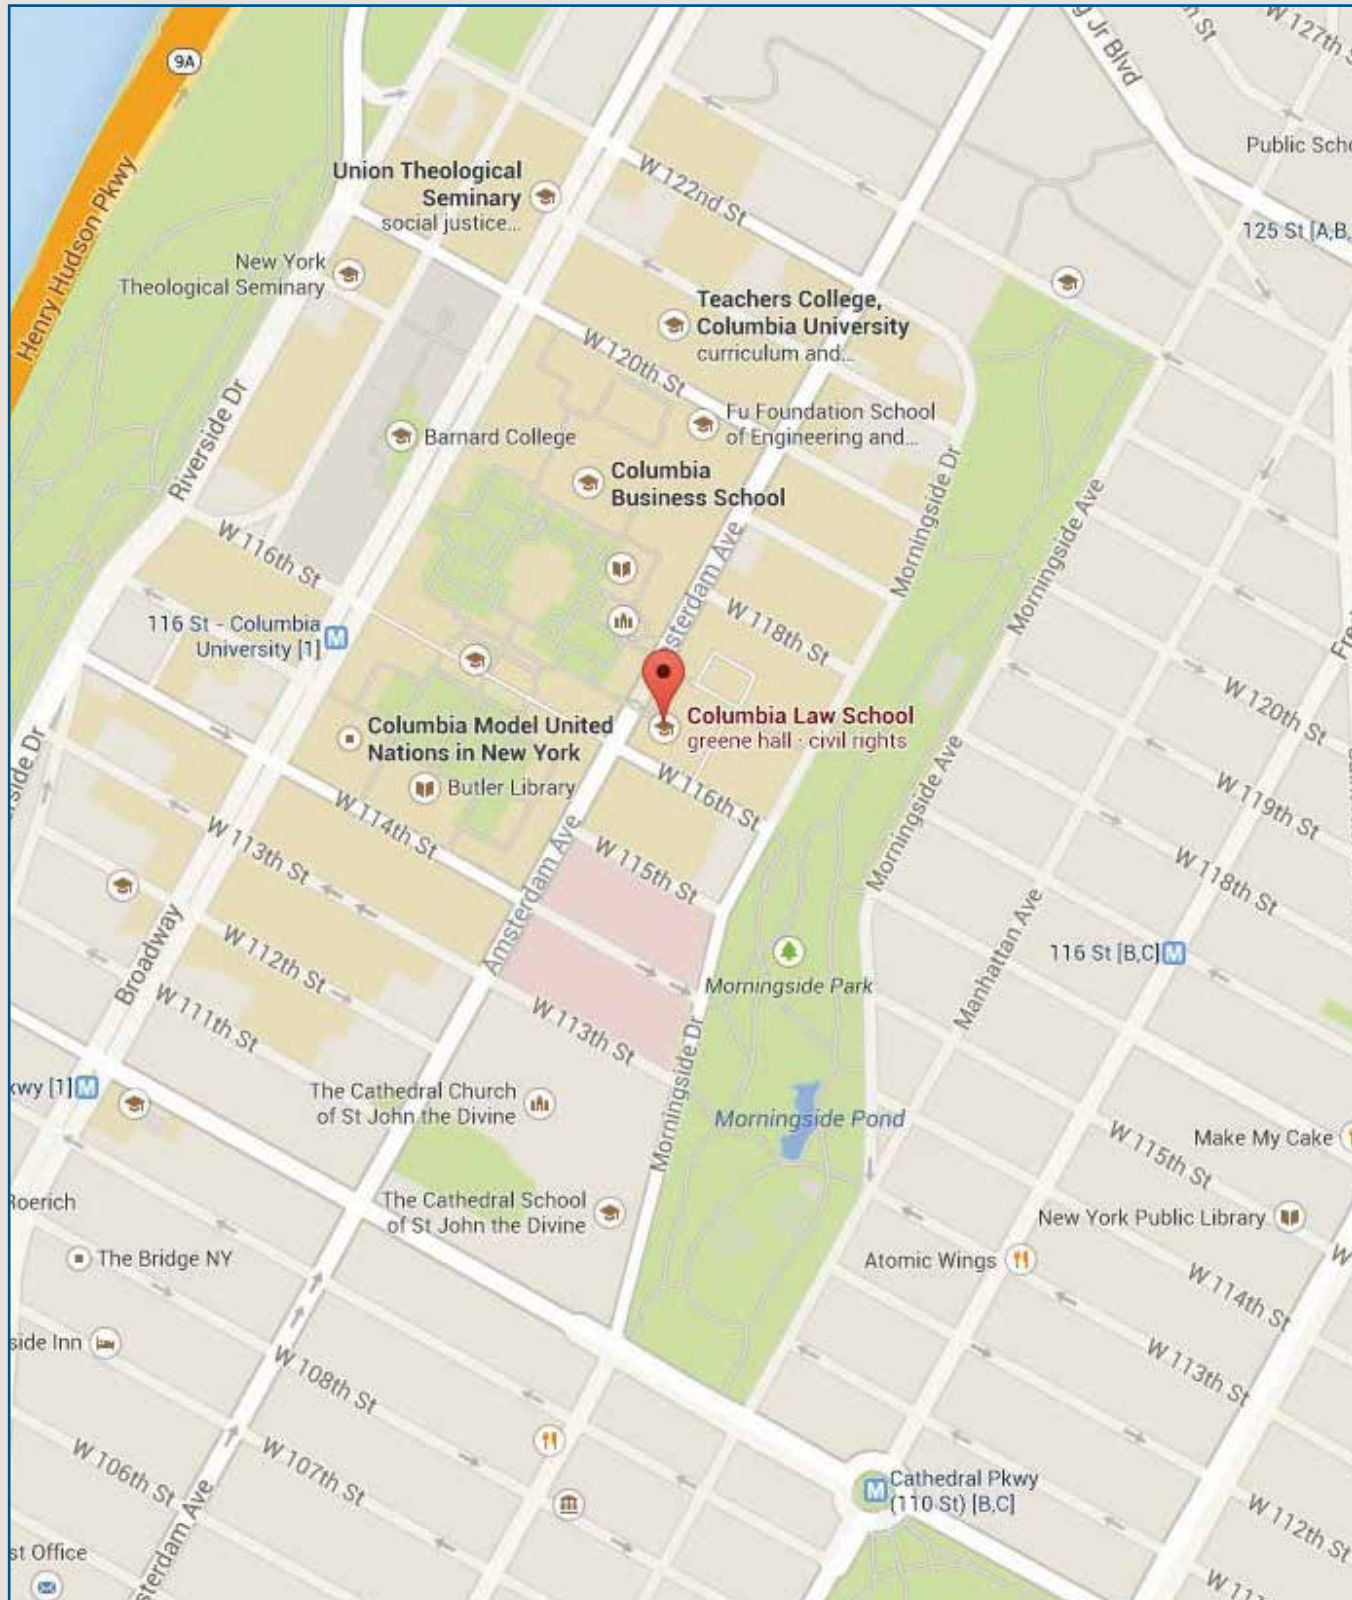 9A
g Jr Blvd
W 127th S
h St
Public Scho
125 St [A,B,
Henry Hudson Pkwy
Union Theological
Seminary
social justice...
W 122nd St
New York
Theological Seminary
Teachers College,
Columbia University
curriculum and...
W 120th St
Riverside Dr
Barnard College
Fu Foundation School
of Engineering and...
Columbia
Business School
Morningside Dr
Morningside Ave
W 116th St
sterdam Ave
W 118th St
116 St - Columbia
University [1]
M
Columbia Law School
greene hall · civil rights
W 120th St
Columbia Model United
Nations in New York
Butler Library
W 116th St
Morningside Ave
W 119th St
rside Dr
W 114th St
W 113th St
Amsterdam Ave
W 115th St
W 118th St
Broadway
W 112th St
Manhattan Ave
116 St [B,C]
M
W 111th St
Morningside Park
W 113th St
kwy [1]
M
The Cathedral Church
of St John the Divine
Morningside Dr
Morningside Pond
W 115th St
Make My Cake
Roerich
The Cathedral School
of St John the Divine
New York Public Library
The Bridge NY
Atomic Wings
W 114th St
side Inn
W 108th St
W 113th St
W 106th St
W 107th St
Cathedral Pkwy
(110 St) [B,C]
M
W 112th St
st Office
sterdam Ave
W 11